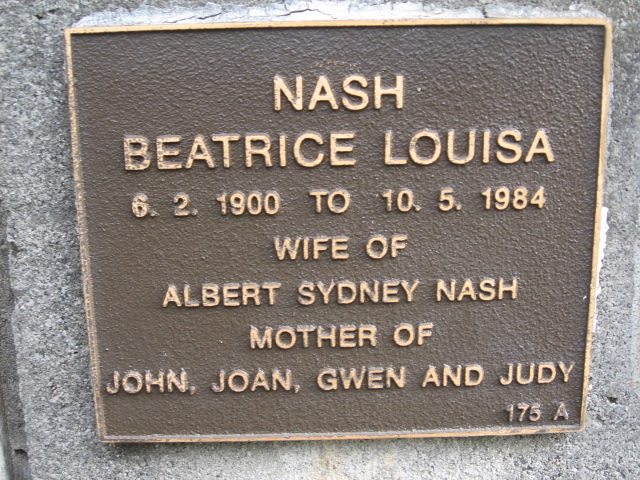 NASH
BEATRICE LOUISA
6. 2. 1900 TO 10. 5. 1984
WIFE OF
ALBERT SYDNEY NASH
MOTHER OF
JOHN, JOAN, GWEN AND JUDY
175 A